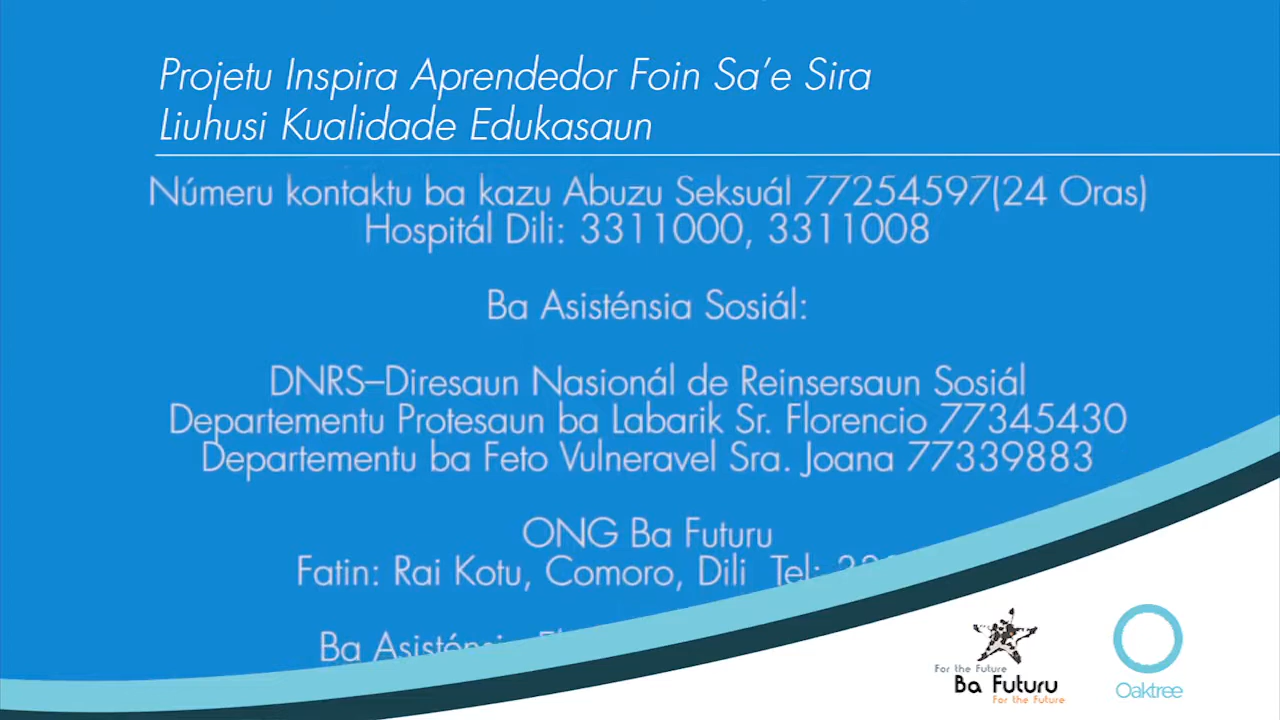 Projetu Inspira Aprendedor Foin Sa’e Sira
Liuhusi Kualidade Edukasaun
Númeru kontaktu ba kazu Abuzu Seksuál 77254597(24 Oras)
Hospitál Dili: 3311000, 3311008
Ba Asisténsia Sosiál:
DNRS–Diresaun Nasionál de Reinsersaun Sosiál
Departementu Protesaun ba Labarik Sr. Florencio 77345430
Departementu ba Feto Vulneravel Sra. Joana 77339883
ONG Ba Futuru
Fatin: Rai Kotu, Comoro, Dili Tel:
Ba Asisténsia
For the Future
Ba Futuru
For the Future
Oaktree